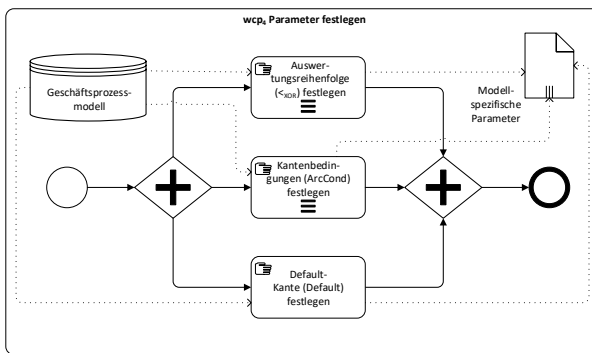 wcp₄ Parameter festlegen
Geschäftsprozess-
modell
Auswer-
tungsreihenfolge
(<XOR) festlegen
Modell-
spezifische
Parameter
Kantenbedin-
gungen (ArcCond)
festlegen
Default-
Kante (Default)
festlegen